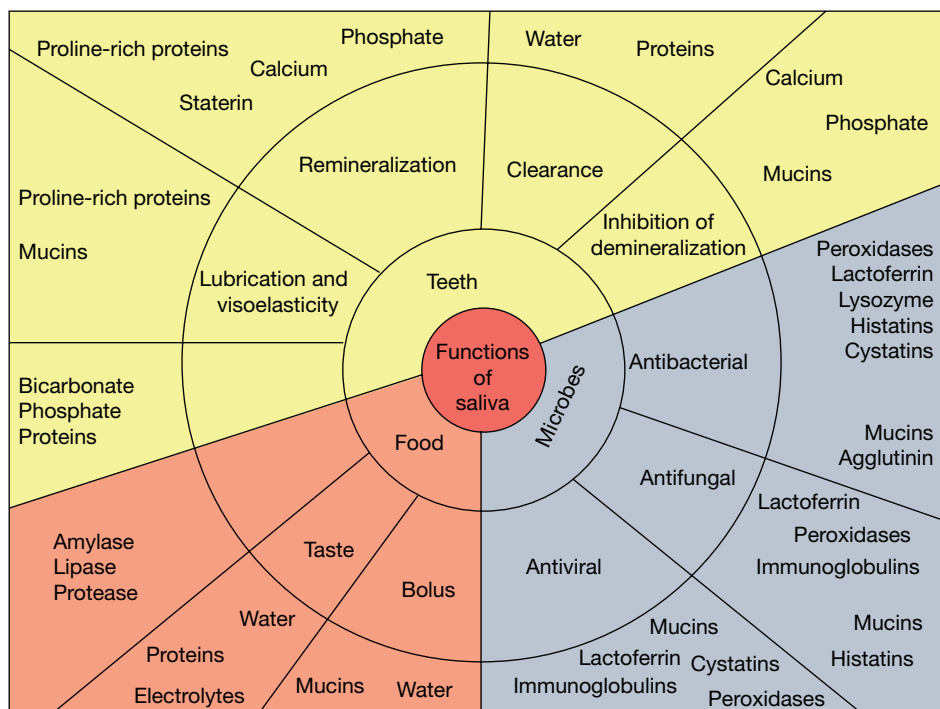 Proline-rich proteins
Phosphate
Calcium
Staterin
Water
Proteins
Calcium
Phosphate
Mucins
Remineralization
Clearance
Inhibition of
demineralization
Proline-rich proteins
Mucins
Lubrication and
visoelasticity
Teeth
Bicarbonate
Phosphate
Proteins
Functions
of
saliva
Microbes
Antibacterial
Peroxidases
Lactoferrin
Lysozyme
Histatins
Cystatins
Mucins
Agglutinin
Antifungal
Lactoferrin
Peroxidases
Immunoglobulins
Mucins
Histatins
Antiviral
Mucins
Lactoferrin
Cystatins
Immunoglobulins
Peroxidases
Food
Amylase
Lipase
Protease
Taste
Water
Proteins
Electrolytes
Bolus
Mucins
Water